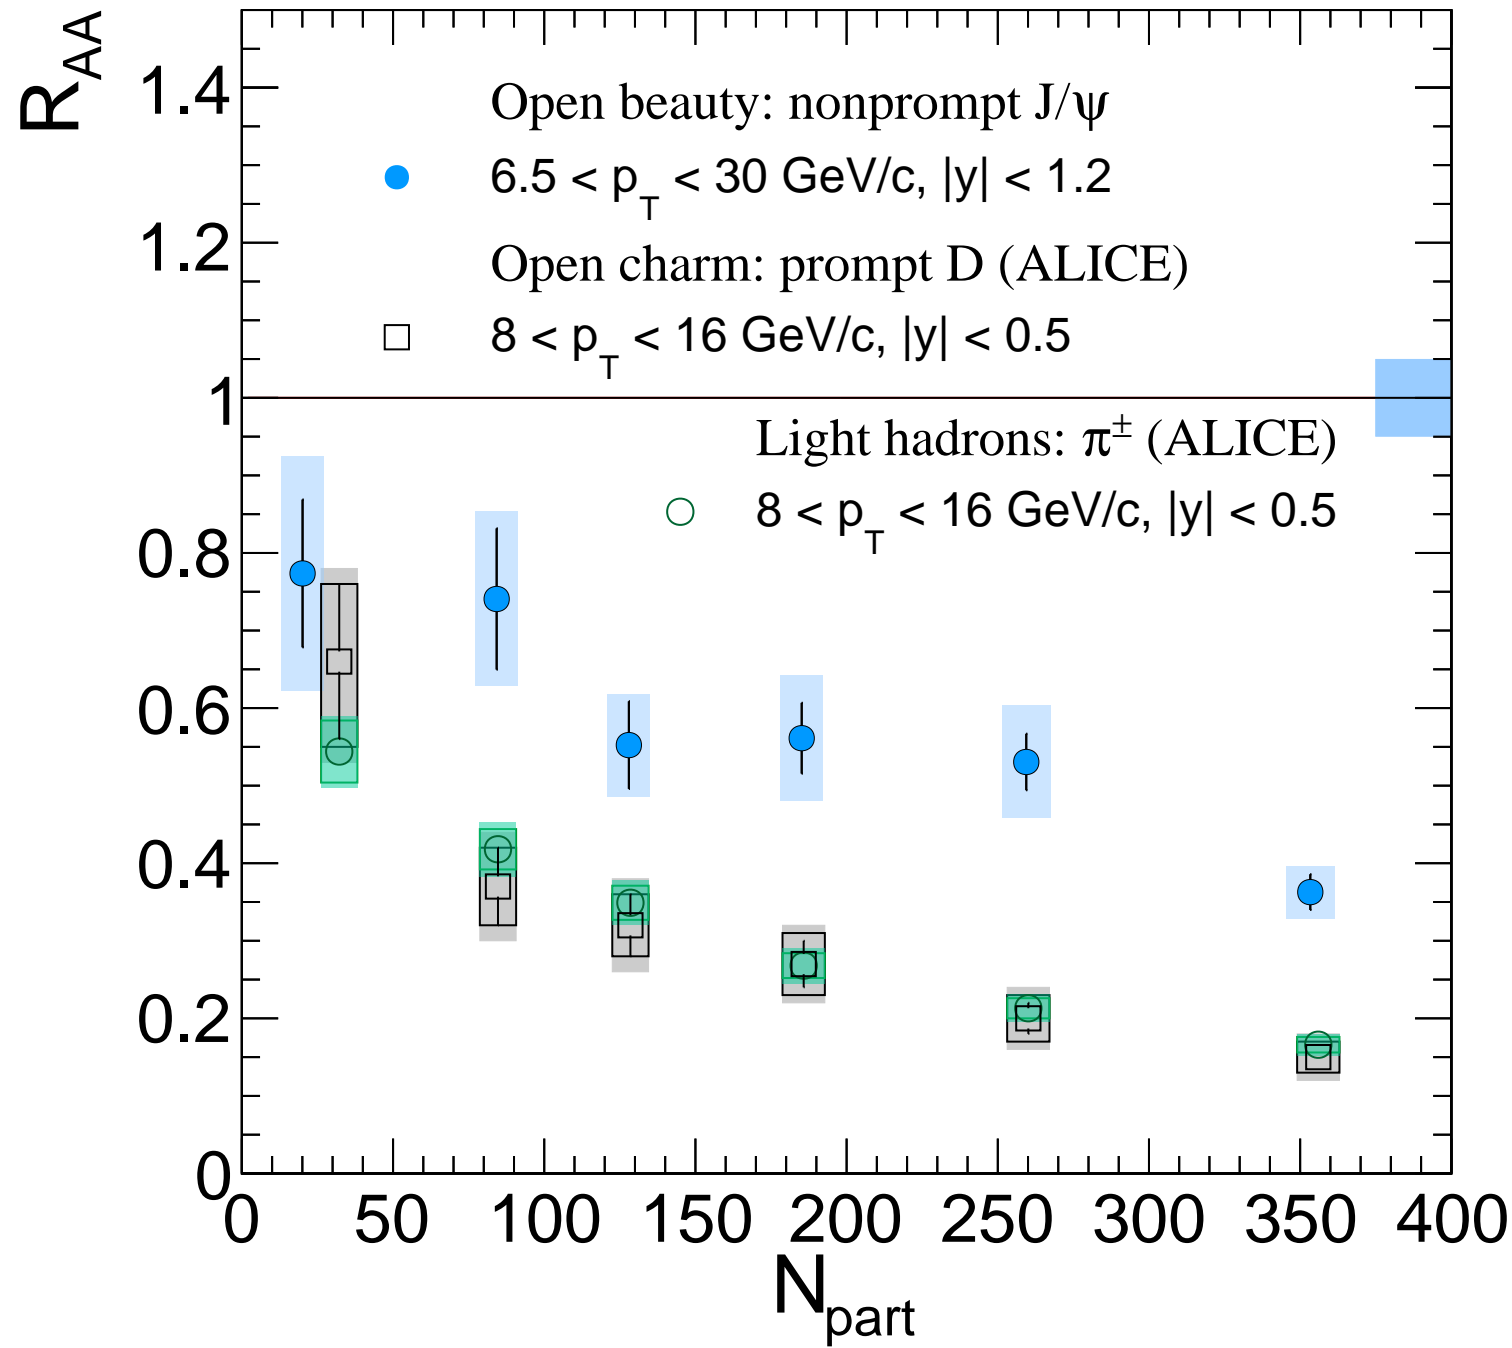 R_AA
1.4
1.2
1
0.8
0.6
0.4
0.2
0
Open beauty: nonprompt J/ψ
6.5 < p_T < 30 GeV/c, |y| < 1.2
Open charm: prompt D (ALICE)
8 < p_T < 16 GeV/c, |y| < 0.5
Light hadrons: π± (ALICE)
8 < p_T < 16 GeV/c, |y| < 0.5
0 50 100 150 200 250 300 350 400
N_part